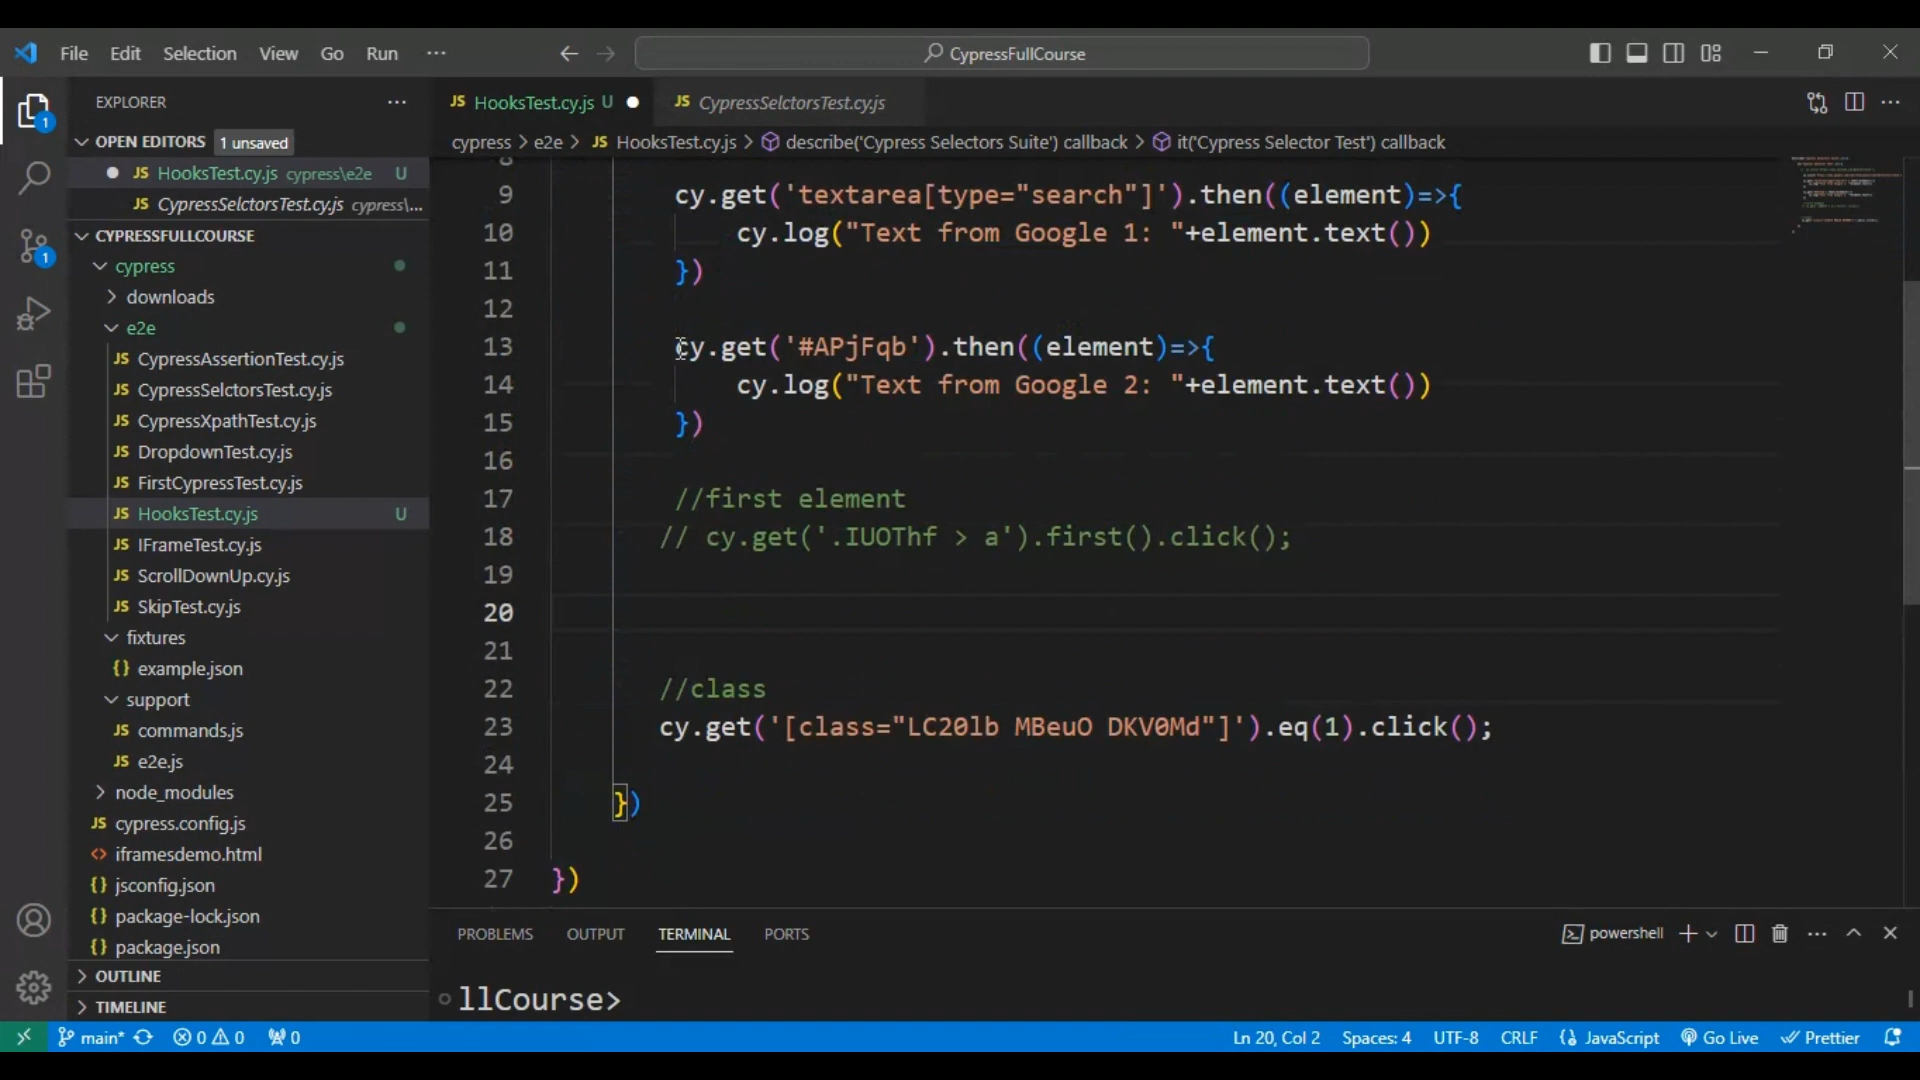 File Edit Selection View Go Run ··· CypressFullCourse
EXPLORER ···
OPEN EDITORS 1 unsaved
JS HooksTest.cy.js cypress\e2e U
JS CypressSelctorsTest.cy.js cypress\...
CYPRESSFULLCOURSE
cypress
downloads
e2e
JS CypressAssertionTest.cy.js
JS CypressSelctorsTest.cy.js
JS CypressXpathTest.cy.js
JS DropdownTest.cy.js
JS FirstCypressTest.cy.js
JS HooksTest.cy.js U
JS IFrameTest.cy.js
JS ScrollDownUp.cy.js
JS SkipTest.cy.js
fixtures
{} example.json
support
JS commands.js
JS e2e.js
node_modules
JS cypress.config.js
<> iframesdemo.html
{} jsconfig.json
{} package-lock.json
{} package.json
OUTLINE
TIMELINE
1
1
JS HooksTest.cy.js U JS CypressSelctorsTest.cy.js
cypress > e2e > JS HooksTest.cy.js > describe('Cypress Selectors Suite') callback > it('Cypress Selector Test') callback
9 cy.get('textarea[type="search"]').then((element)=>{
10 cy.log("Text from Google 1: "+element.text())
11 })
12
13 cy.get('#APjFqb').then((element)=>{
14 cy.log("Text from Google 2: "+element.text())
15 })
16
17 //first element
18 // cy.get('.IUOThf > a').first().click();
19
20
21
22 //class
23 cy.get('[class="LC20lb MBeuO DKV0Md"]').eq(1).click();
24
25 })
26
27 })
PROBLEMS OUTPUT TERMINAL PORTS powershell
llCourse>
main* 0 0 0 Ln 20, Col 2 Spaces: 4 UTF-8 CRLF {} JavaScript Go Live Prettier